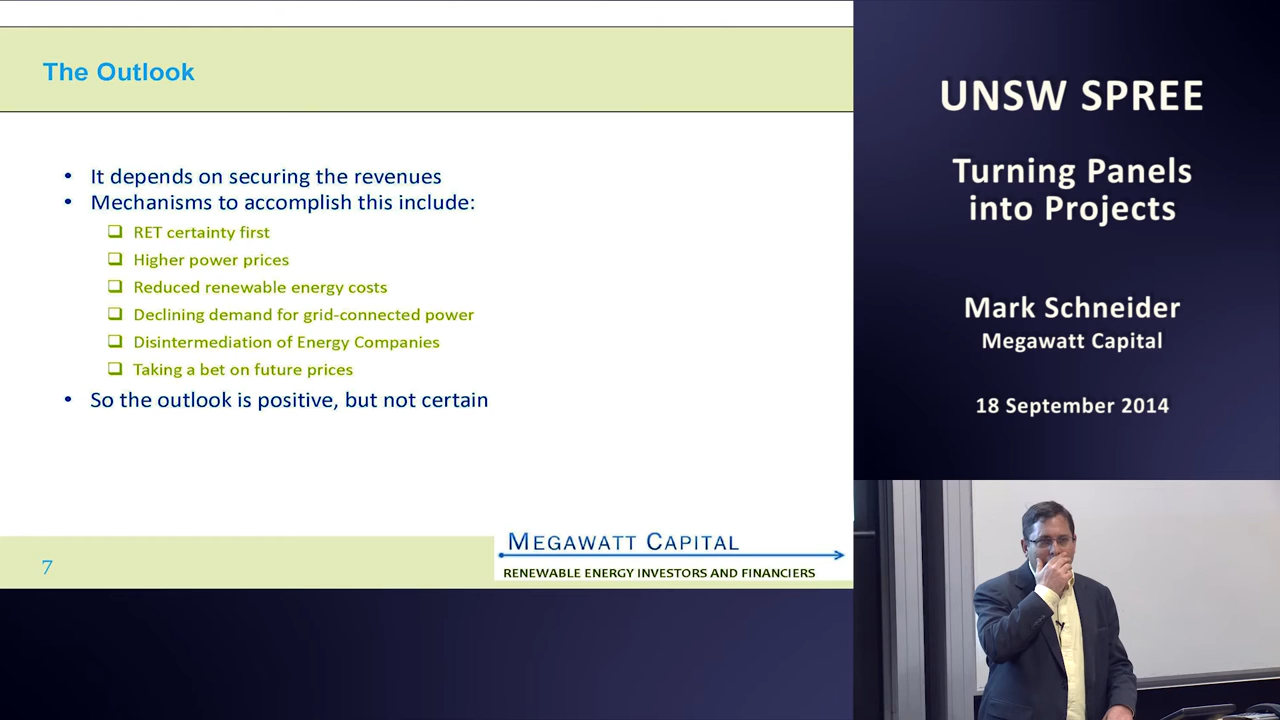 The Outlook
• It depends on securing the revenues
• Mechanisms to accomplish this include:
❑ RET certainty first
❑ Higher power prices
❑ Reduced renewable energy costs
❑ Declining demand for grid-connected power
❑ Disintermediation of Energy Companies
❑ Taking a bet on future prices
• So the outlook is positive, but not certain
7
MEGAWATT CAPITAL
RENEWABLE ENERGY INVESTORS AND FINANCIERS
UNSW SPREE
Turning Panels
into Projects
Mark Schneider
Megawatt Capital
18 September 2014